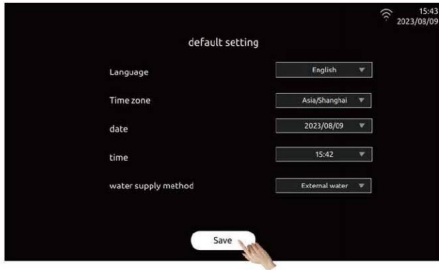 15:43
2023/08/09
default setting
Language English
Time zone Asia/Shanghai
date 2023/08/09
time 15:42
water supply method External water
Save